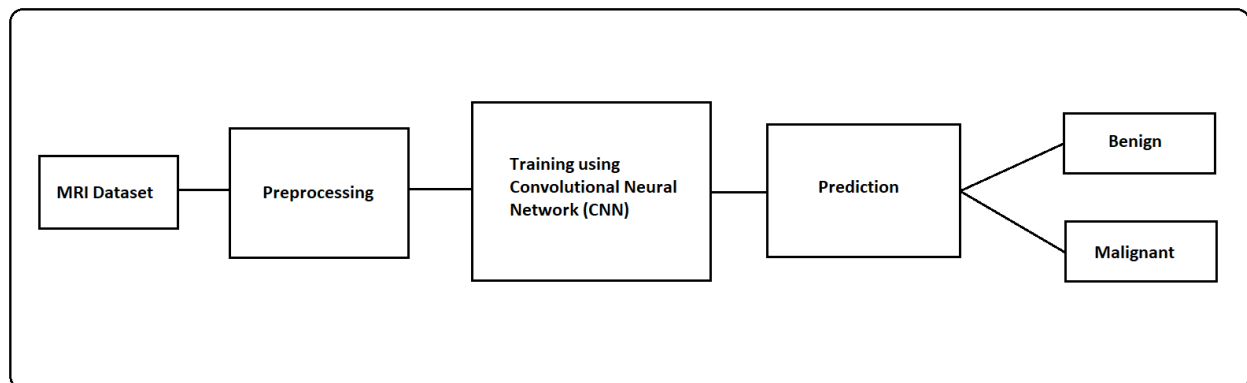 MRI Dataset
Preprocessing
Training using
Convolutional Neural
Network (CNN)
Prediction
Benign
Malignant